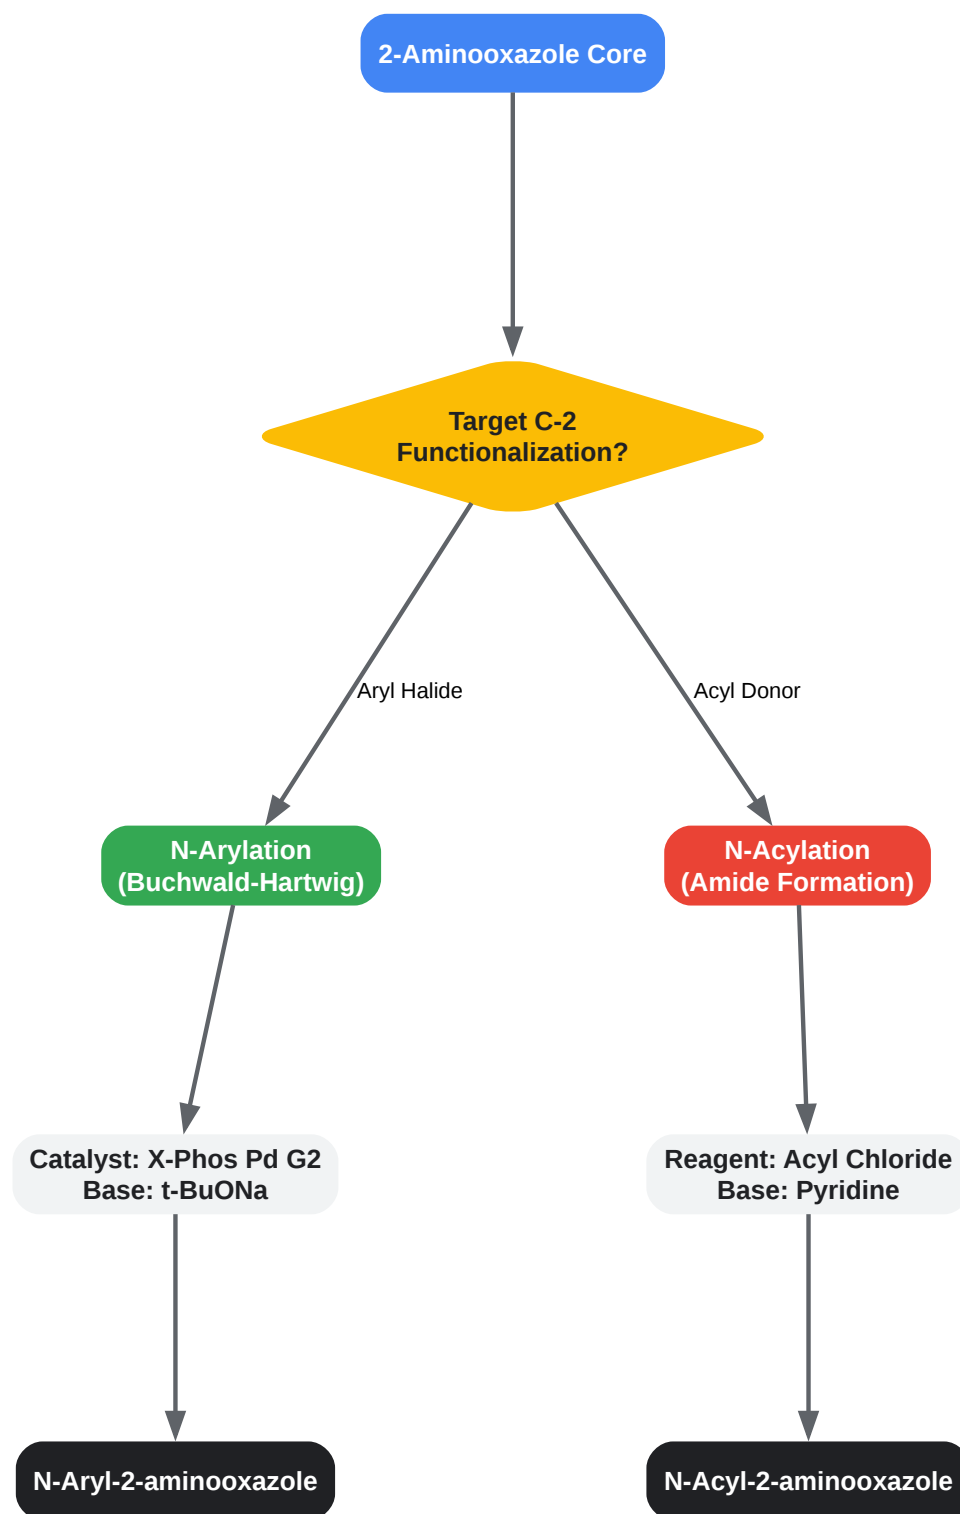 2-Aminooxazole Core
Target C-2
Functionalization?
Aryl Halide
Acyl Donor
N-Arylation
(Buchwald-Hartwig)
N-Acylation
(Amide Formation)
Catalyst: X-Phos Pd G2
Base: t-BuONa
Reagent: Acyl Chloride
Base: Pyridine
N-Aryl-2-aminooxazole
N-Acyl-2-aminooxazole